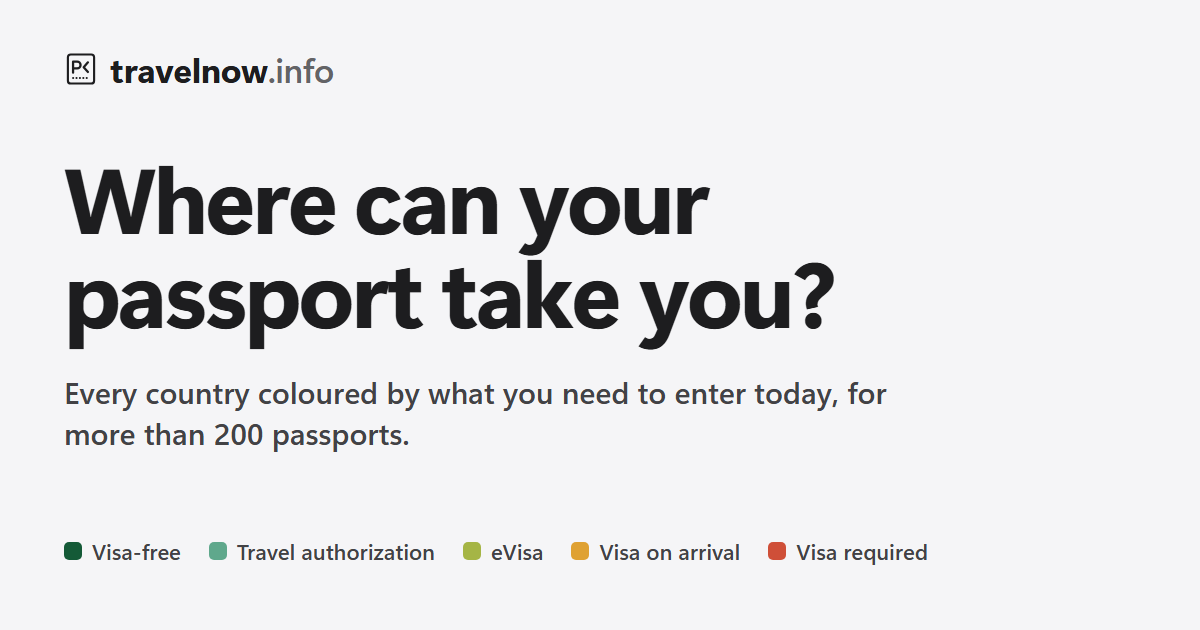 P<
travelnow.info
Where can your
passport take you?
Every country coloured by what you need to enter today, for
more than 200 passports.
Visa-free Travel authorization eVisa Visa on arrival Visa required